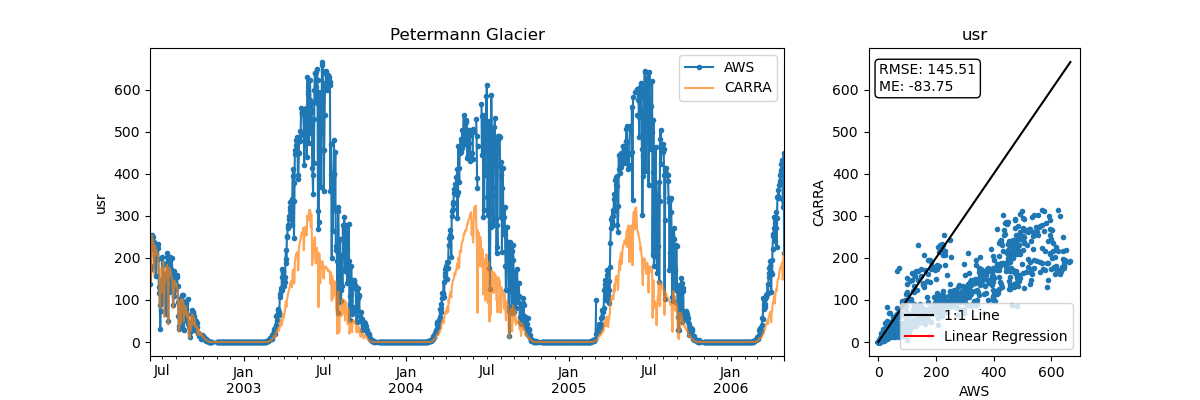 Petermann Glacier
usr
600
500
400
300
200
100
0
usr
AWS
CARRA
Jul
Jan
2003
Jul
Jan
2004
Jul
Jan
2005
Jul
Jan
2006
600
500
400
300
200
100
0
CARRA
RMSE: 145.51
ME: -83.75
1:1 Line
Linear Regression
0
200
400
600
AWS